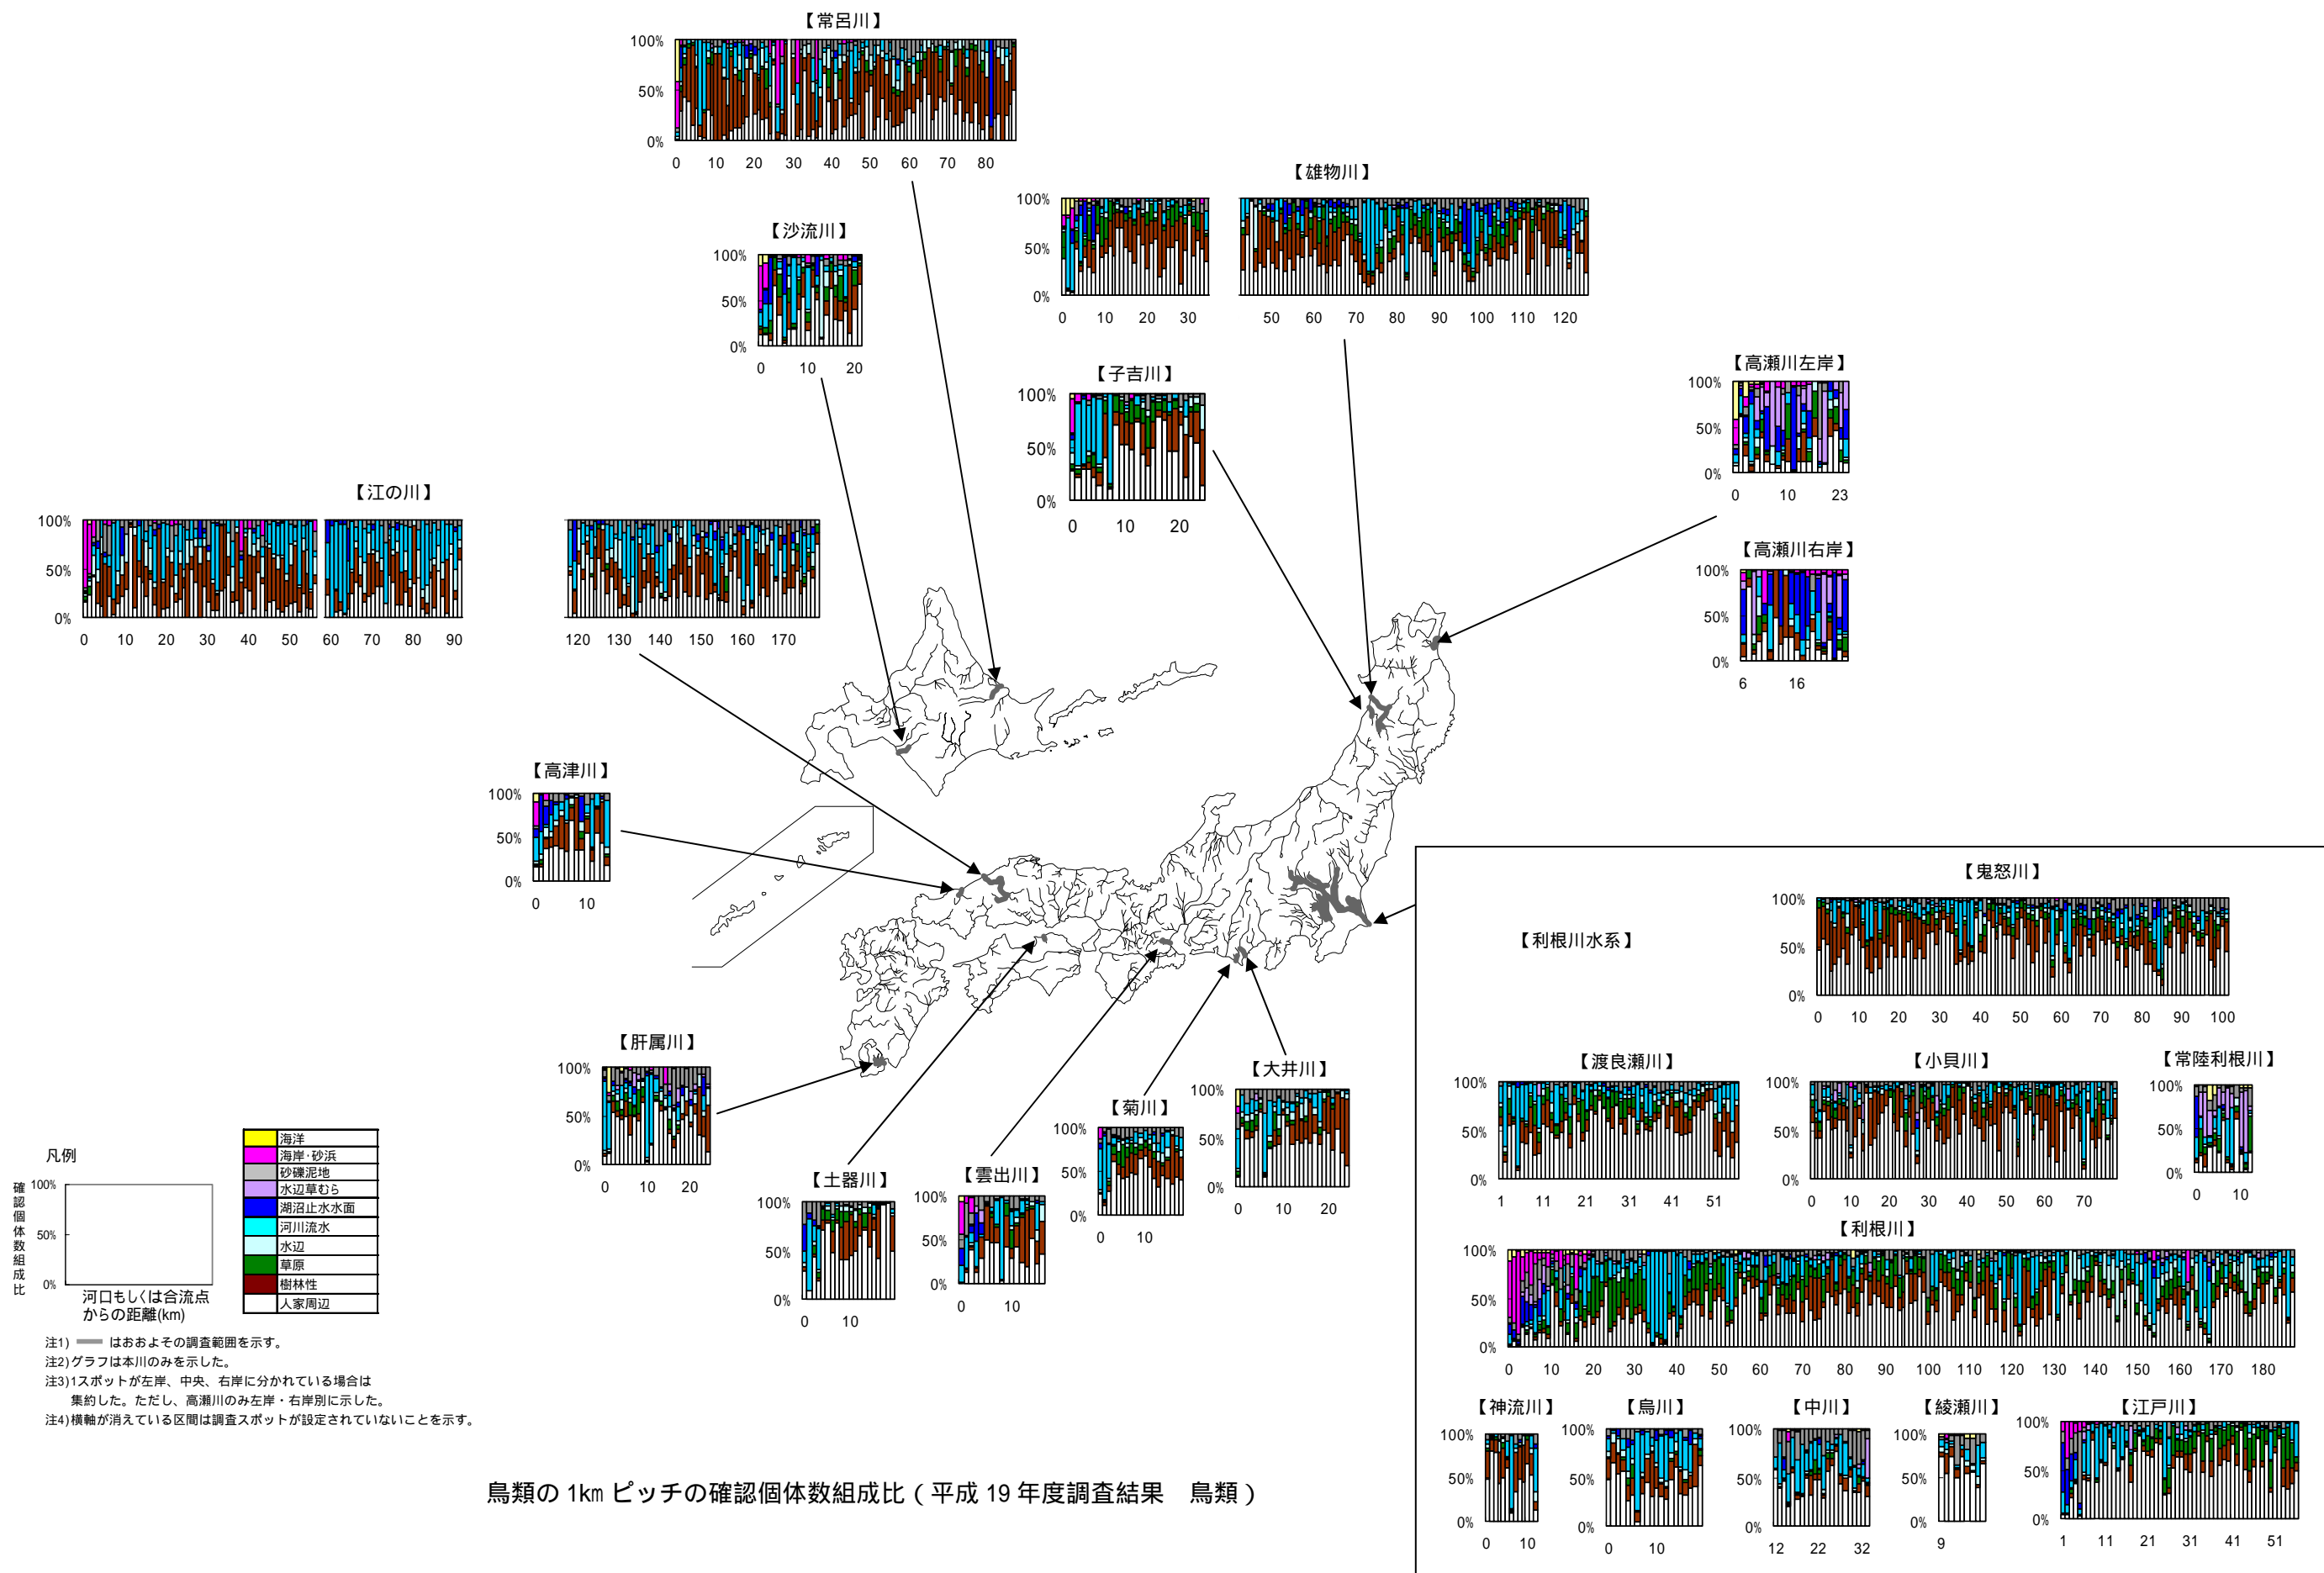 【常呂川】
100%
50%
0%
0 10 20 30 40 50 60 70 80
【雄物川】
100%
50%
0%
0 10 20 30 50 60 70 80 90 100 110 120
【沙流川】
100%
50%
0%
0 10 20
【子吉川】
100%
50%
0%
0 10 20
【高瀬川左岸】
100%
50%
0%
0 10 23
【高瀬川右岸】
100%
50%
0%
6 16
【江の川】
100%
50%
0%
0 10 20 30 40 50 60 70 80 90 120 130 140 150 160 170
【高津川】
100%
50%
0%
0 10
【肝属川】
100%
50%
0%
0 10 20
【土器川】
100%
50%
0%
0 10
【雲出川】
100%
50%
0%
0 10
【菊川】
100%
50%
0%
0 10
【大井川】
100%
50%
0%
0 10 20
【利根川水系】
【鬼怒川】
100%
50%
0%
0 10 20 30 40 50 60 70 80 90 100
【渡良瀬川】
100%
50%
0%
1 11 21 31 41 51
【小貝川】
100%
50%
0%
0 10 20 30 40 50 60 70
【常陸利根川】
100%
50%
0%
0 10
【利根川】
100%
50%
0%
0 10 20 30 40 50 60 70 80 90 100 110 120 130 140 150 160 170 180
【神流川】
100%
50%
0%
0 10
【烏川】
100%
50%
0%
0 10
【中川】
100%
50%
0%
12 22 32
【綾瀬川】
100%
50%
0%
9
【江戸川】
100%
50%
0%
1 11 21 31 41 51
凡例
確認個体数組成比
100%
50%
0%
河口もしくは合流点
からの距離(km)
海洋
海岸・砂浜
砂礫泥地
水辺草むら
湖沼止水水面
河川流水
水辺
草原
樹林性
人家周辺
注1) はおおよその調査範囲を示す。
注2)グラフは本川のみを示した。
注3)1スポットが左岸、中央、右岸に分かれている場合は
集約した。ただし、高瀬川のみ左岸・右岸別に示した。
注4)横軸が消えている区間は調査スポットが設定されていないことを示す。
鳥類の 1km ピッチの確認個体数組成比(平成 19 年度調査結果 鳥類)